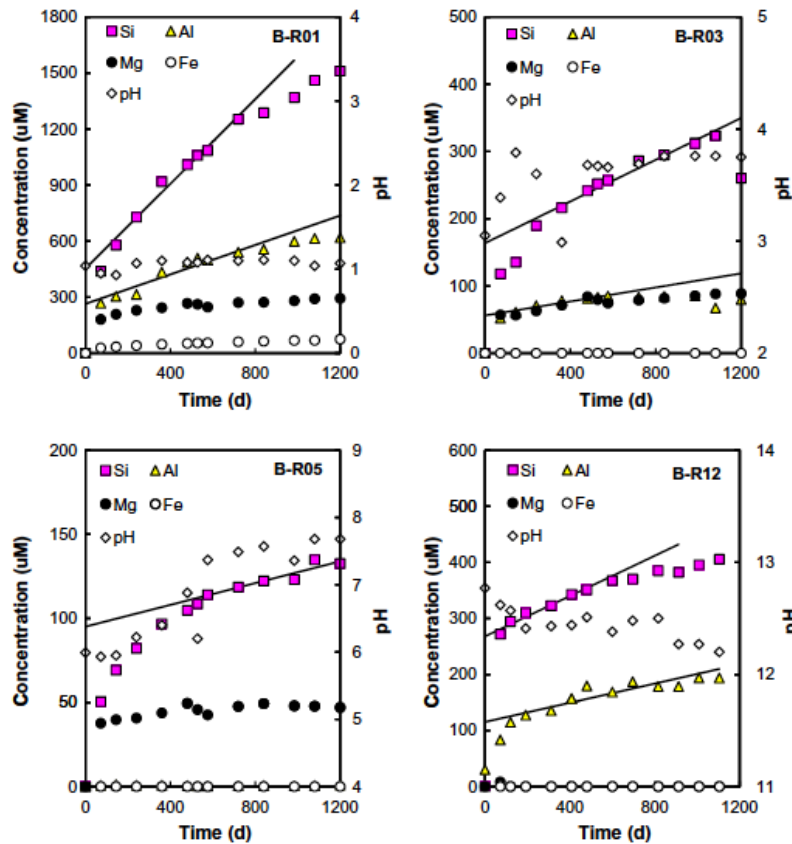 1800
1500
1200
900
600
300
0
0 400 800 1200
Concentration (uM)
Time (d)
4
3
2
1
0
pH
Si Al
Mg Fe
pH
B-R01
500
400
300
200
100
0
0 400 800 1200
Concentration (uM)
Time (d)
5
4
3
2
pH
Si Al
Mg Fe
pH
B-R03
200
150
100
50
0
0 400 800 1200
Concentration (uM)
Time (d)
9
8
7
6
5
4
pH
Si Al
Mg Fe
pH
B-R05
600
500
400
300
200
100
0
0 400 800 1200
Concentration (uM)
Time (d)
14
13
12
11
pH
Si Al
Mg Fe
pH
B-R12